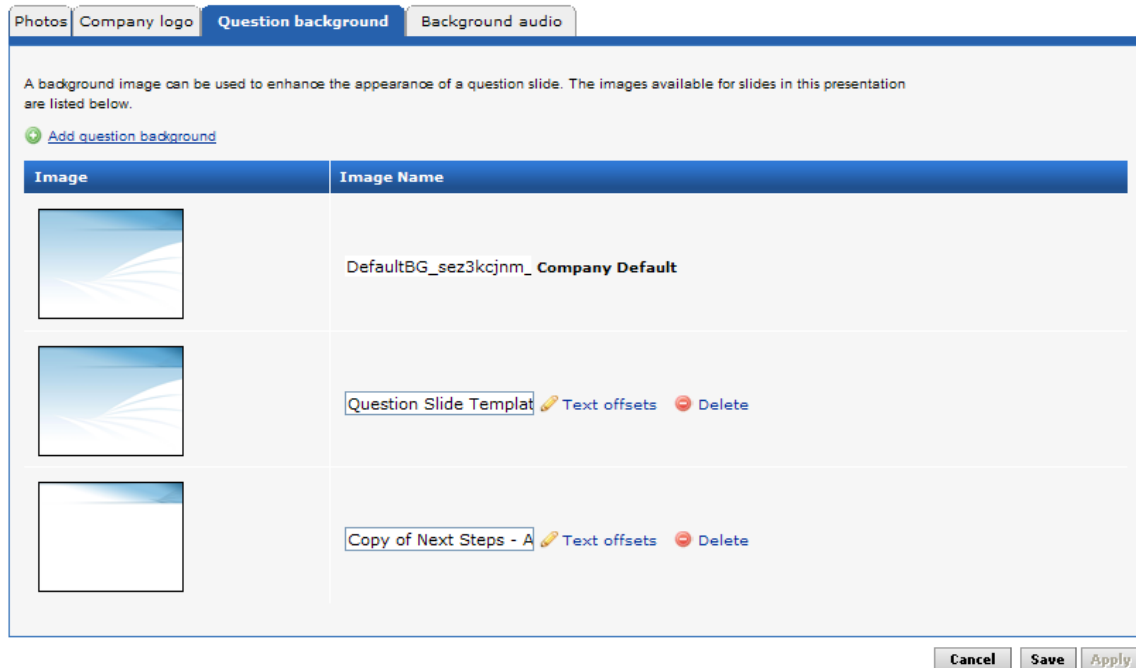 Photos Company logo Question background Background audio
A background image can be used to enhance the appearance of a question slide. The images available for slides in this presentation
are listed below.
Add question background
Image Image Name
DefaultBG_sez3kcjnm_ Company Default
Question Slide Templat Text offsets Delete
Copy of Next Steps - A Text offsets Delete
Cancel Save Apply